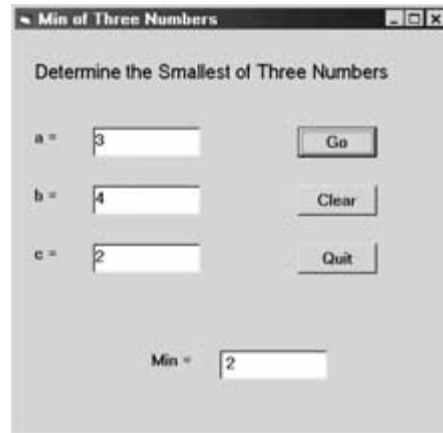 Min of Three Numbers
Determine the Smallest of Three Numbers
a = 3 Go
b = 4 Clear
c = 2 Quit
Min = 2